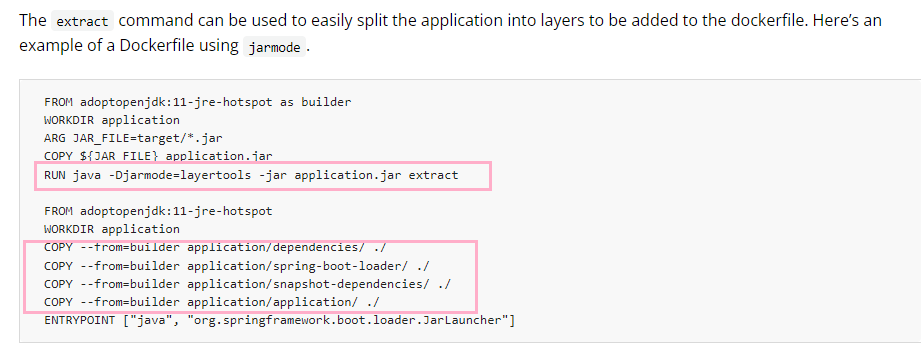 The extract command can be used to easily split the application into layers to be added to the dockerfile. Here’s an
example of a Dockerfile using jarmode .
FROM adoptopenjdk:11-jre-hotspot as builder
WORKDIR application
ARG JAR_FILE=target/*.jar
COPY ${JAR_FILE} application.jar
RUN java -Djarmode=layertools -jar application.jar extract
FROM adoptopenjdk:11-jre-hotspot
WORKDIR application
COPY --from=builder application/dependencies/ ./
COPY --from=builder application/spring-boot-loader/ ./
COPY --from=builder application/snapshot-dependencies/ ./
COPY --from=builder application/application/ ./
ENTRYPOINT ["java", "org.springframework.boot.loader.JarLauncher"]